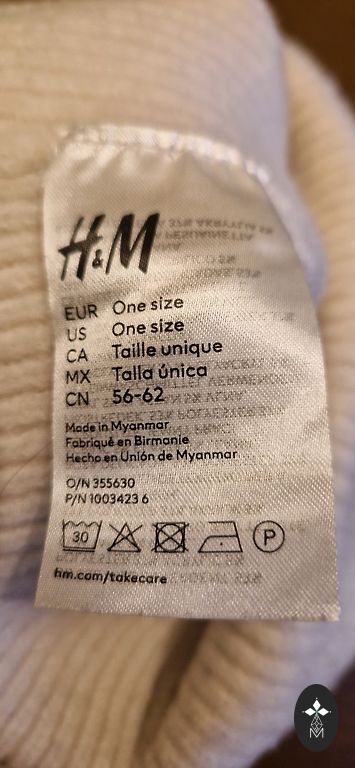 H&M
EUR One size
US One size
CA Taille unique
MX Talla única
CN 56-62
Made in Myanmar
Fabriqué en Birmanie
Hecho en Unión de Myanmar
O/N 355630
P/N 1003423 6
30 P
hm.com/takecare
M